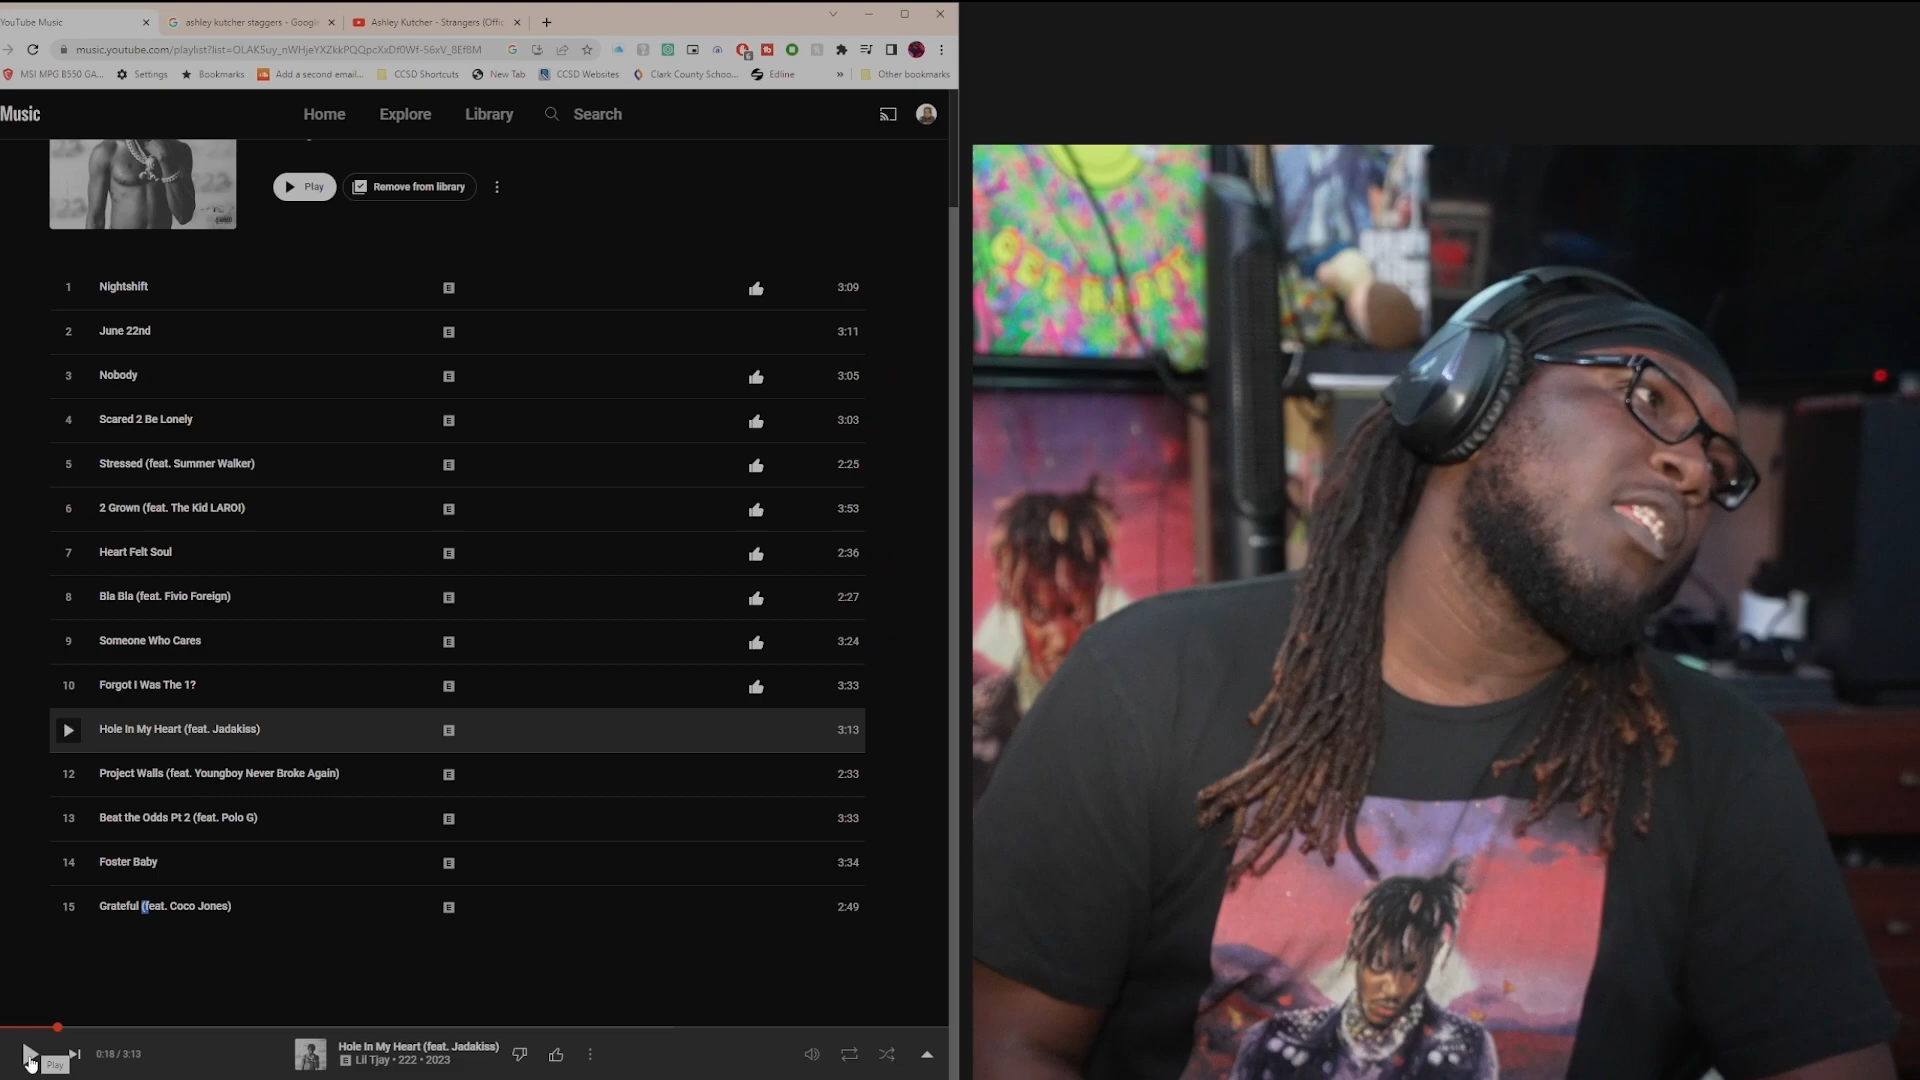 YouTube Music
ashley kutcher staggers - Google
Ashley Kutcher - Strangers (Offic
music.youtube.com/playlist?list=OLAK5uy_nWHjeYXZkkPQQpcXxDf0Wf-56xV_8Ef8M
MSI MPG B550 GA... Settings Bookmarks Add a second email... CCSD Shortcuts New Tab CCSD Websites Clark County Schoo... Edline » Other bookmarks
Music Home Explore Library Search
Play Remove from library
1 Nightshift E 3:09
2 June 22nd E 3:11
3 Nobody E 3:05
4 Scared 2 Be Lonely E 3:03
5 Stressed (feat. Summer Walker) E 2:25
6 2 Grown (feat. The Kid LAROI) E 3:53
7 Heart Felt Soul E 2:36
8 Bla Bla (feat. Fivio Foreign) E 2:27
9 Someone Who Cares E 3:24
10 Forgot I Was The 1? E 3:33
Hole In My Heart (feat. Jadakiss) E 3:13
12 Project Walls (feat. Youngboy Never Broke Again) E 2:33
13 Beat the Odds Pt 2 (feat. Polo G) E 3:33
14 Foster Baby E 3:34
15 Grateful (feat. Coco Jones) E 2:49
0:18 / 3:13
Hole In My Heart (feat. Jadakiss)
E Lil Tjay • 222 • 2023
Play